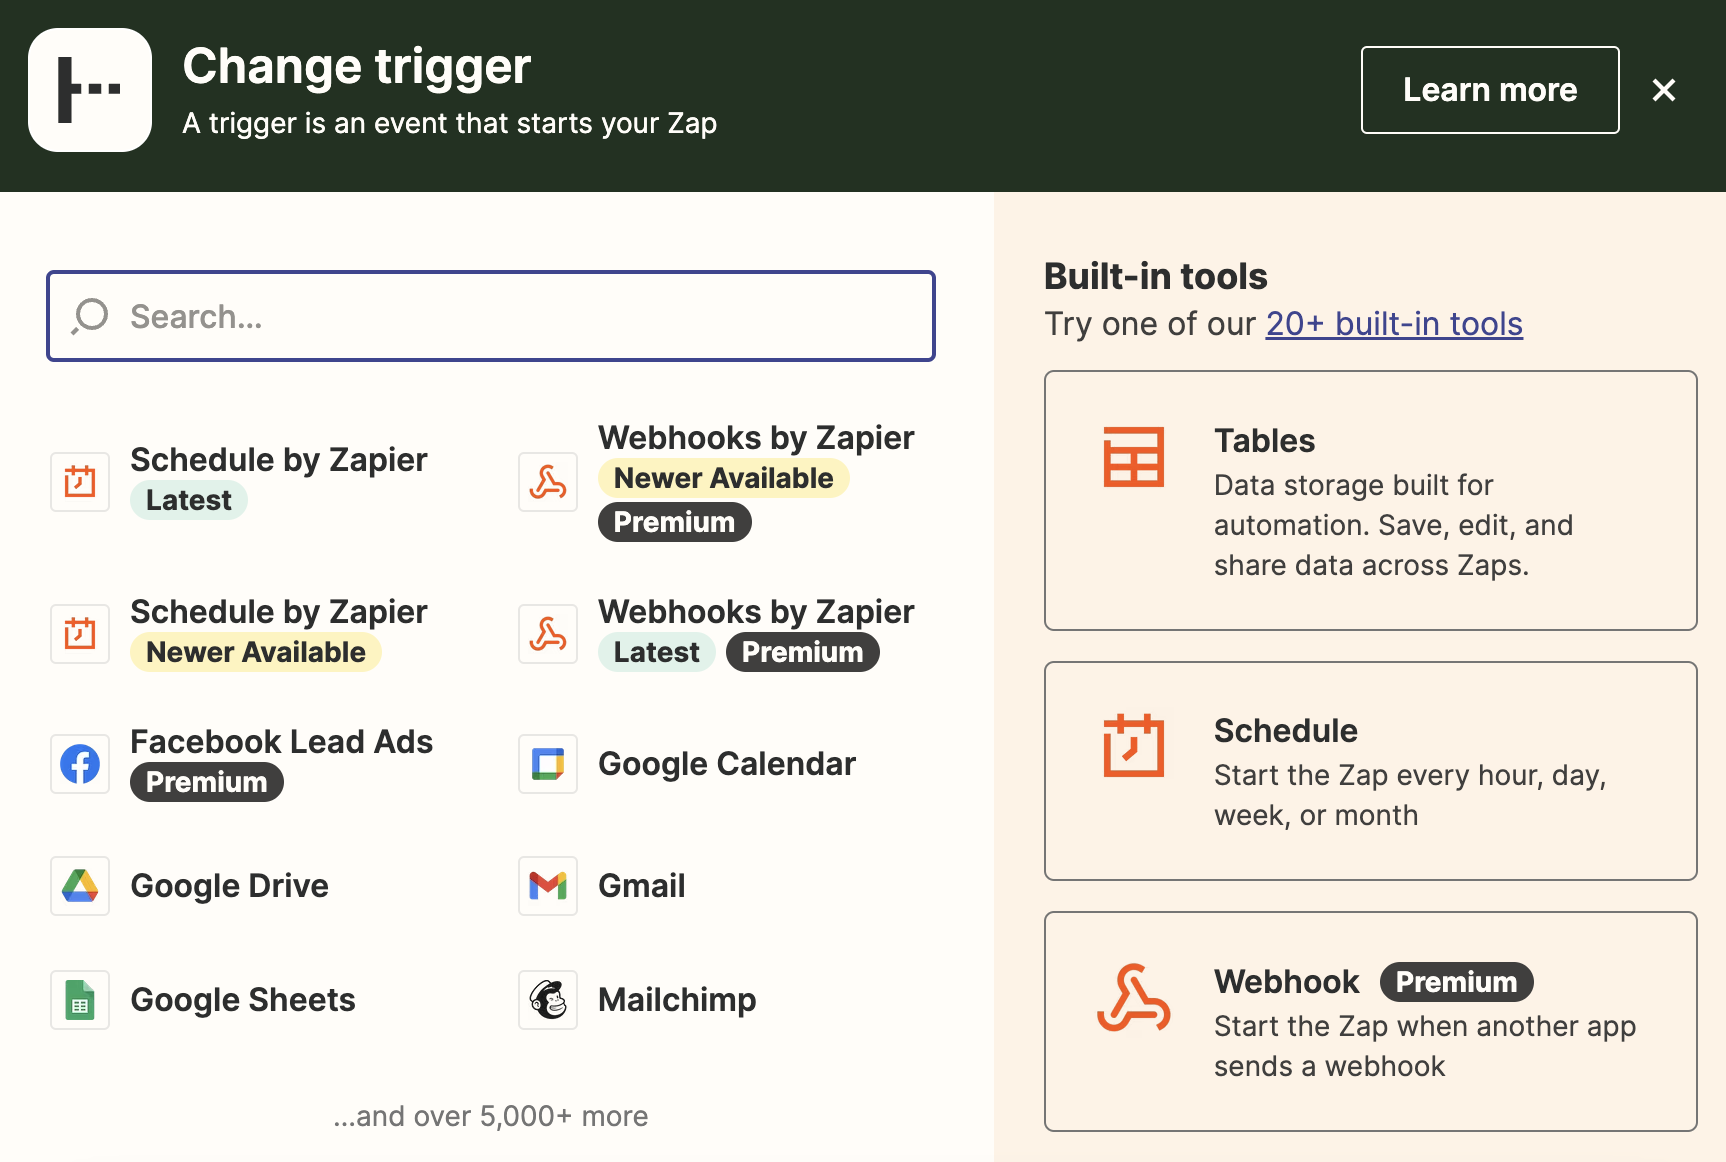 Change trigger
A trigger is an event that starts your Zap
Learn more
Search...
Schedule by Zapier
Latest
Webhooks by Zapier
Newer Available
Premium
Schedule by Zapier
Newer Available
Webhooks by Zapier
Latest Premium
Facebook Lead Ads
Premium
Google Calendar
Google Drive
Gmail
Google Sheets
Mailchimp
...and over 5,000+ more
Built-in tools
Try one of our 20+ built-in tools
Tables
Data storage built for
automation. Save, edit, and
share data across Zaps.
Schedule
Start the Zap every hour, day,
week, or month
Webhook Premium
Start the Zap when another app
sends a webhook